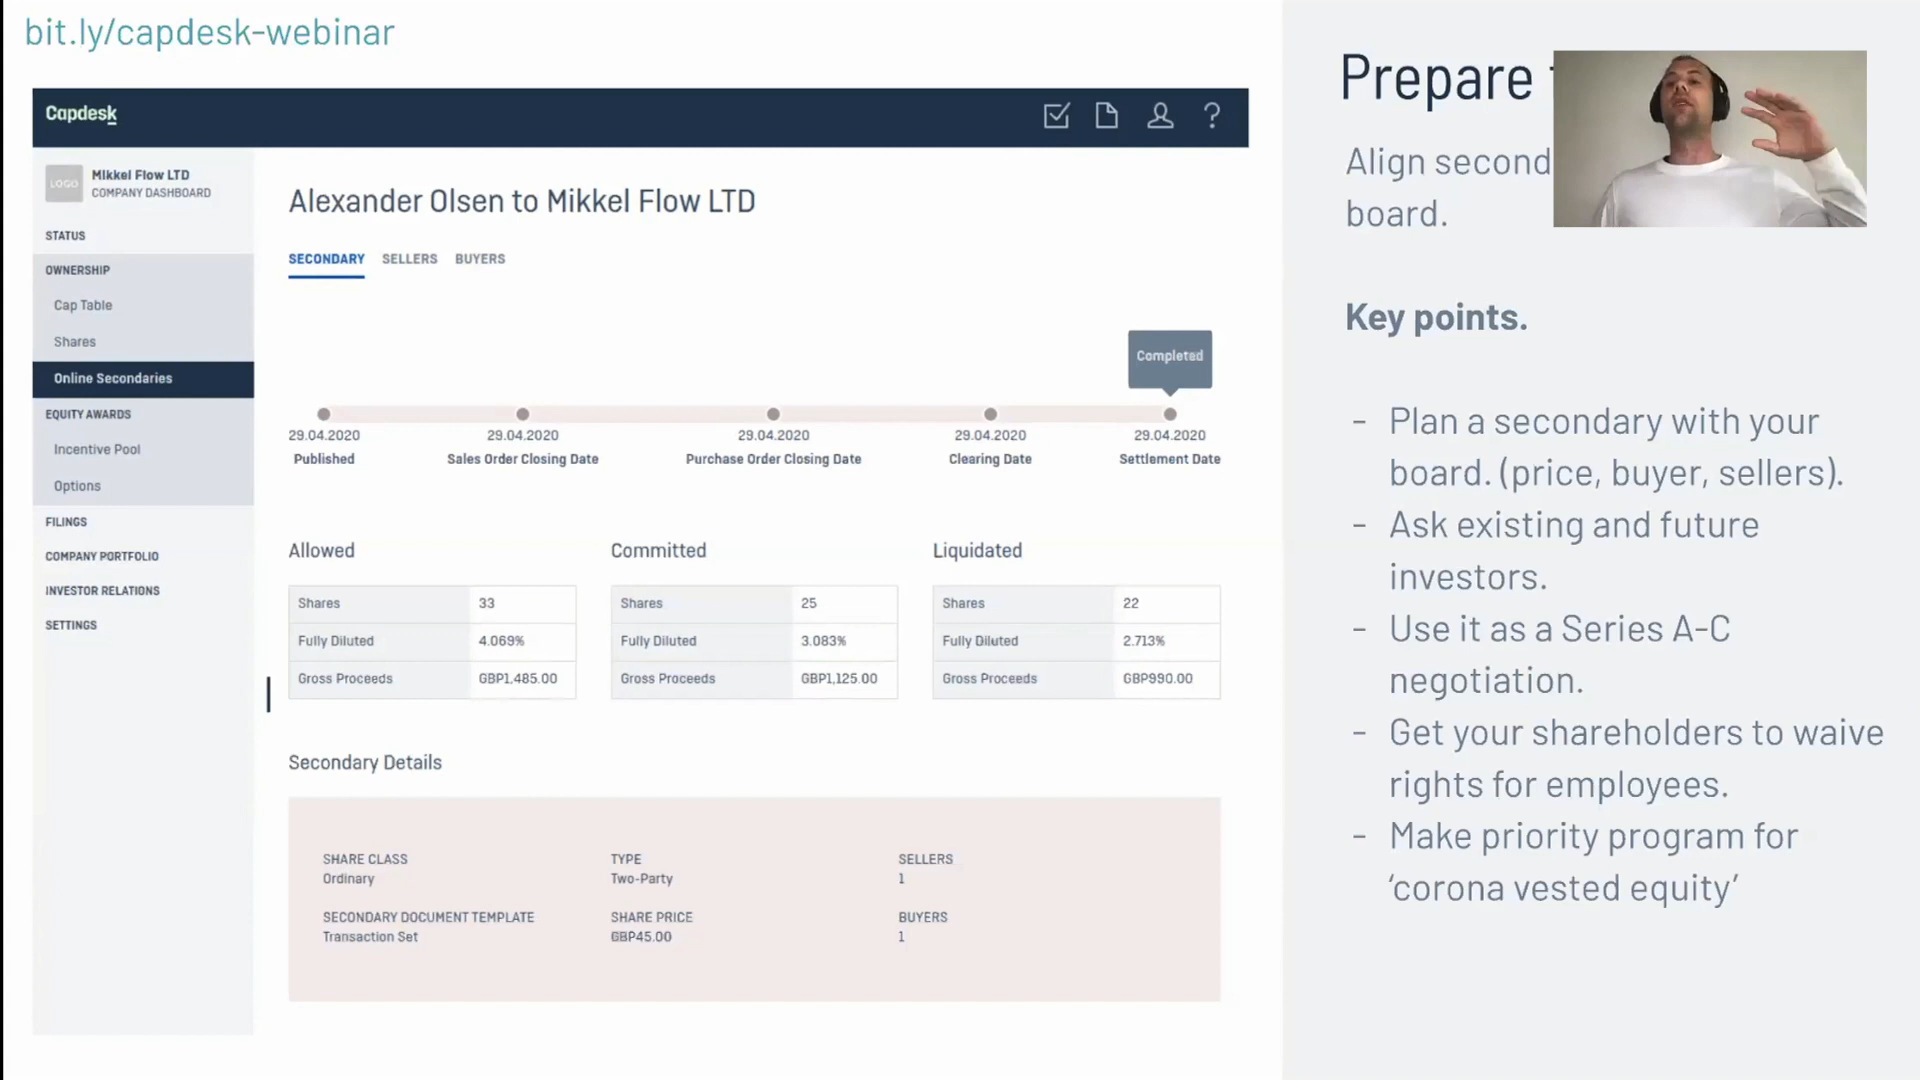 bit.ly/capdesk-webinar
Capdesk
LOGO
Mikkel Flow LTD
COMPANY DASHBOARD
STATUS
OWNERSHIP
Cap Table
Shares
Online Secondaries
EQUITY AWARDS
Incentive Pool
Options
FILINGS
COMPANY PORTFOLIO
INVESTOR RELATIONS
SETTINGS
Alexander Olsen to Mikkel Flow LTD
SECONDARY SELLERS BUYERS
Completed
29.04.2020 29.04.2020 29.04.2020 29.04.2020 29.04.2020
Published Sales Order Closing Date Purchase Order Closing Date Clearing Date Settlement Date
Allowed Committed Liquidated
Shares 33 Shares 25 Shares 22
Fully Diluted 4.069% Fully Diluted 3.083% Fully Diluted 2.713%
Gross Proceeds GBP1,485.00 Gross Proceeds GBP1,125.00 Gross Proceeds GBP990.00
Secondary Details
SHARE CLASS TYPE SELLERS
Ordinary Two-Party 1
SECONDARY DOCUMENT TEMPLATE SHARE PRICE BUYERS
Transaction Set GBP45.00 1
Prepare
Align second
board.
Key points.
- Plan a secondary with your
board. (price, buyer, sellers).
- Ask existing and future
investors.
- Use it as a Series A-C
negotiation.
- Get your shareholders to waive
rights for employees.
- Make priority program for
‘corona vested equity’